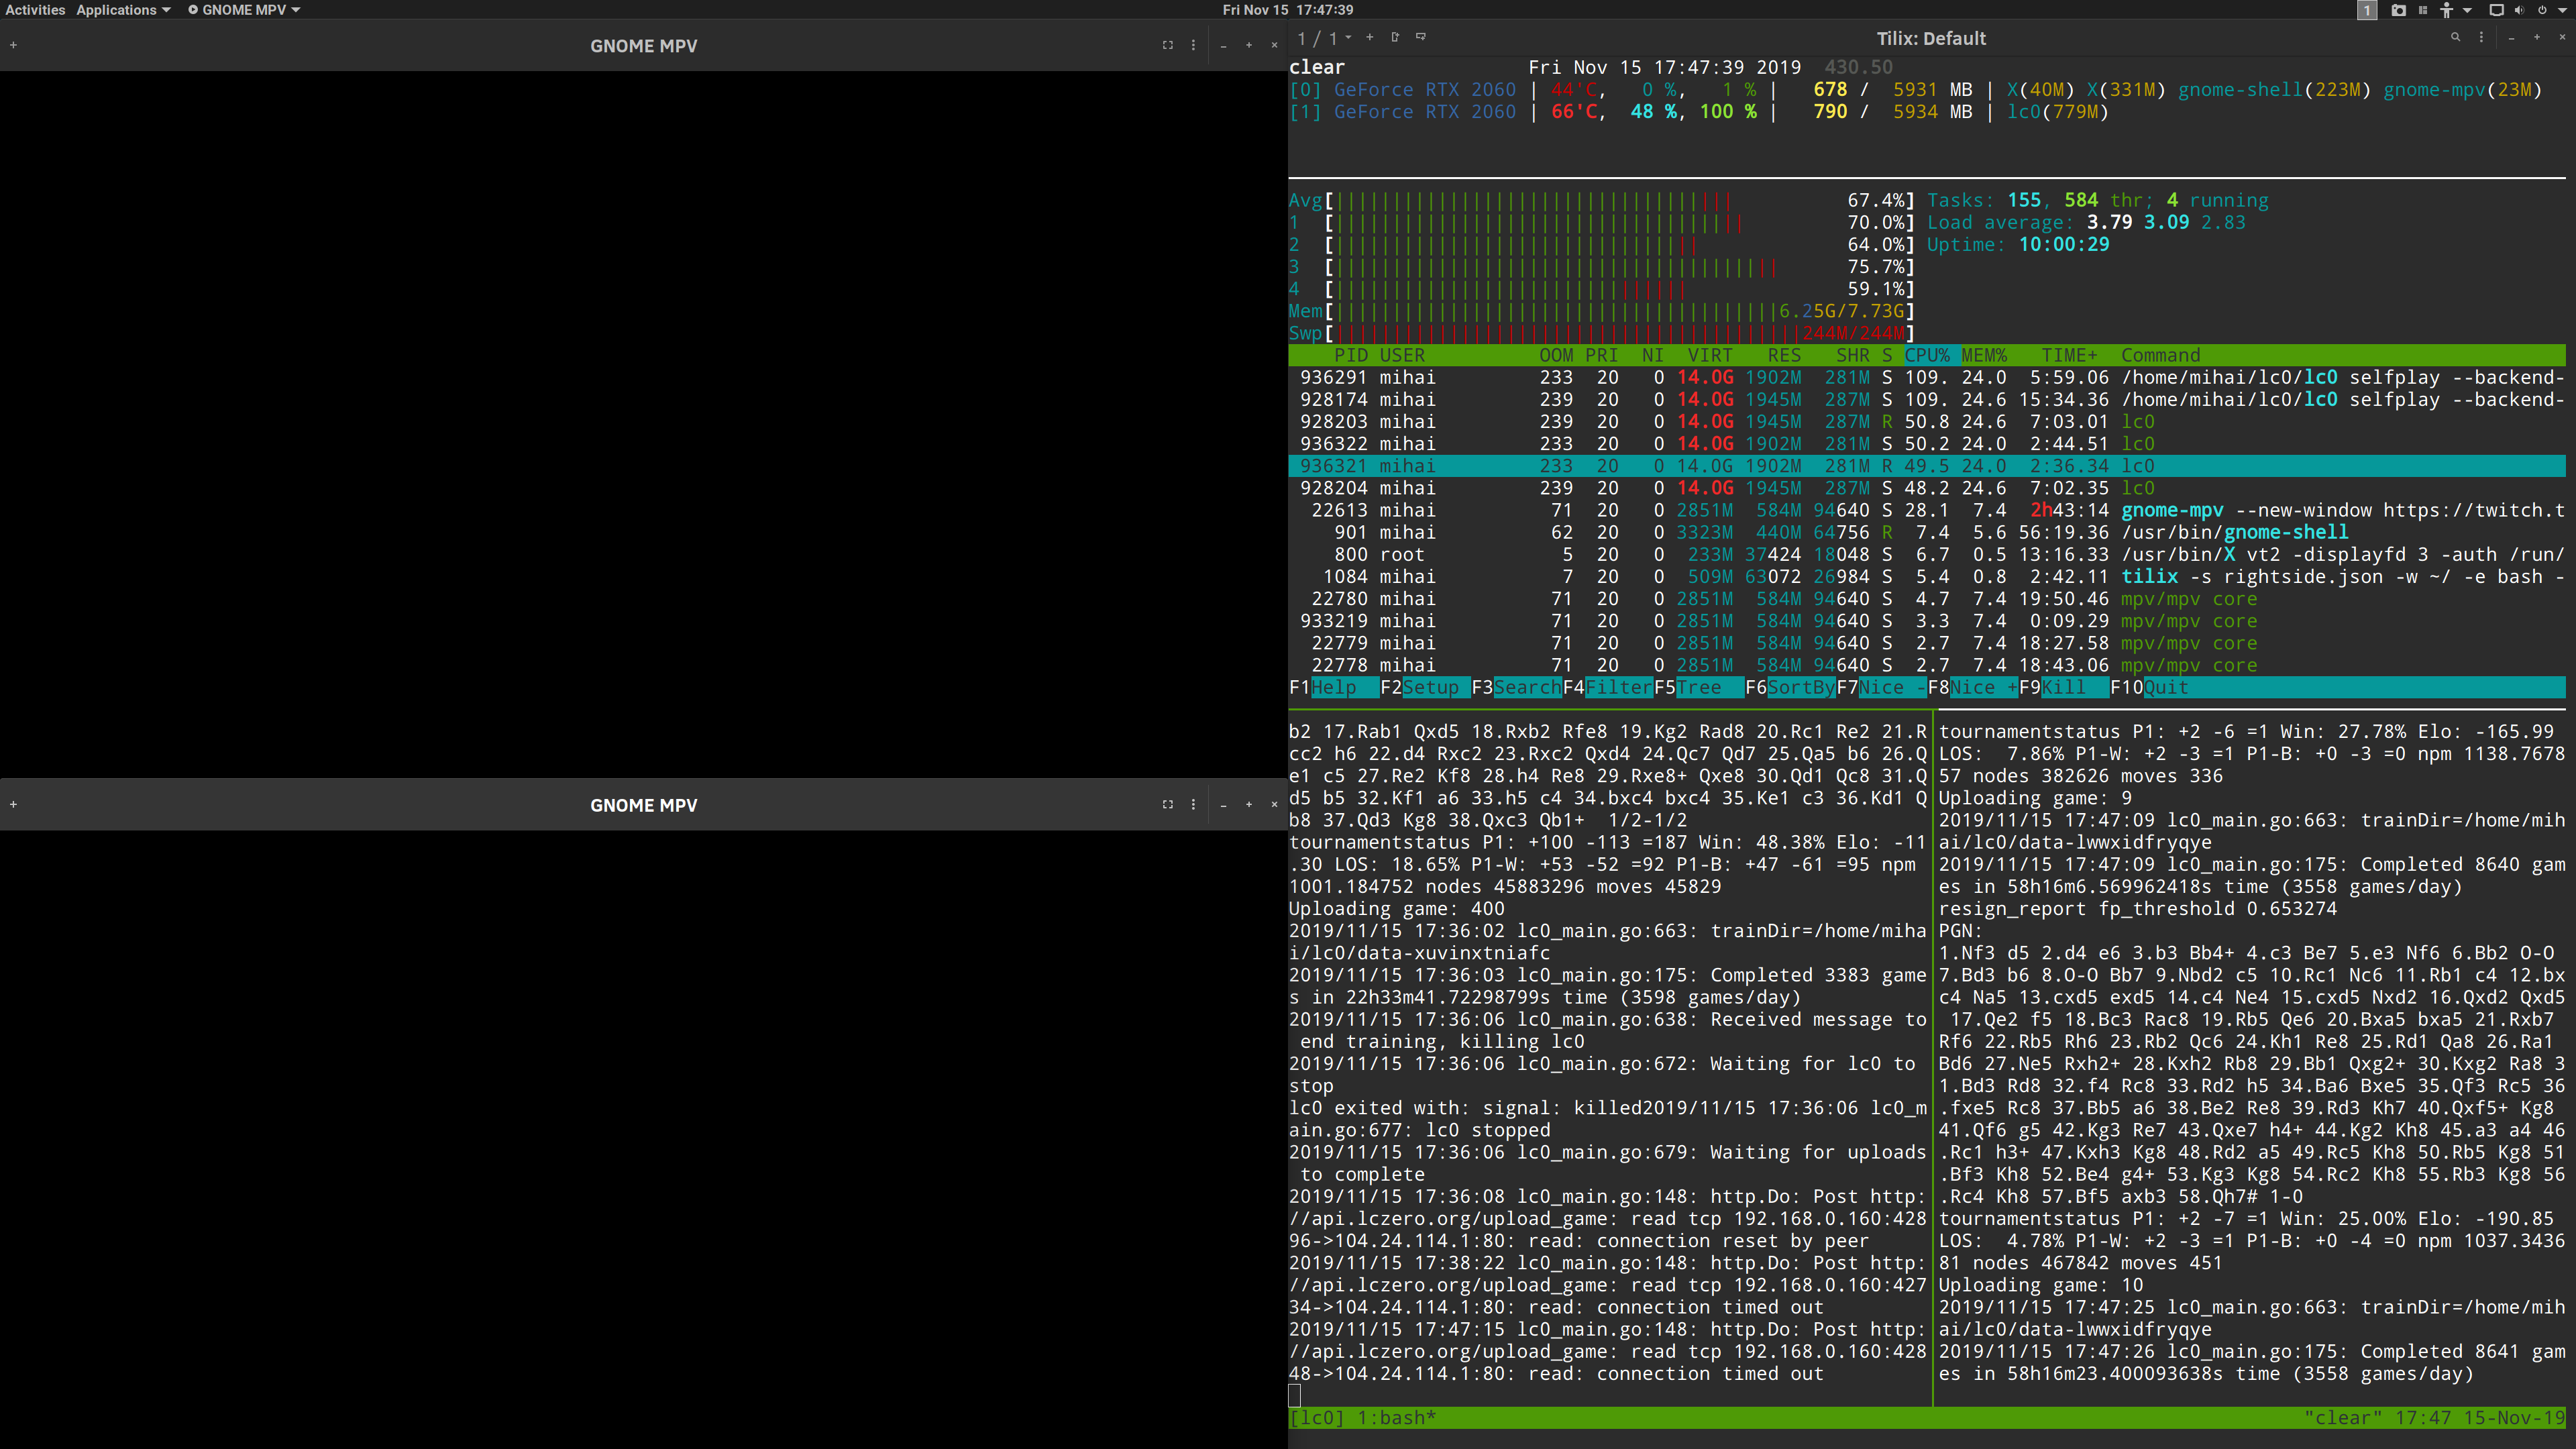 Activities Applications GNOME MPV Fri Nov 15 17:47:39 1
GNOME MPV
GNOME MPV
1 / 1 Tilix: Default
clear Fri Nov 15 17:47:39 2019 430.50
[0] GeForce RTX 2060 | 44'C, 0 %, 1 % | 678 / 5931 MB | X(40M) X(331M) gnome-shell(223M) gnome-mpv(23M)
[1] GeForce RTX 2060 | 66'C, 48 %, 100 % | 790 / 5934 MB | lc0(779M)
Avg[ 67.4%] Tasks: 155, 584 thr; 4 running
1 [ 70.0%] Load average: 3.79 3.09 2.83
2 [ 64.0%] Uptime: 10:00:29
3 [ 75.7%]
4 [ 59.1%]
Mem[ 6.25G/7.73G]
Swp[ 244M/244M]
PID USER OOM PRI NI VIRT RES SHR S CPU% MEM% TIME+ Command
936291 mihai 233 20 0 14.0G 1902M 281M S 109. 24.0 5:59.06 /home/mihai/lc0/lc0 selfplay --backend-
928174 mihai 239 20 0 14.0G 1945M 287M S 109. 24.6 15:34.36 /home/mihai/lc0/lc0 selfplay --backend-
928203 mihai 239 20 0 14.0G 1945M 287M R 50.8 24.6 7:03.01 lc0
936322 mihai 233 20 0 14.0G 1902M 281M S 50.2 24.0 2:44.51 lc0
936321 mihai 233 20 0 14.0G 1902M 281M R 49.5 24.0 2:36.34 lc0
928204 mihai 239 20 0 14.0G 1945M 287M S 48.2 24.6 7:02.35 lc0
22613 mihai 71 20 0 2851M 584M 94640 S 28.1 7.4 2h43:14 gnome-mpv --new-window https://twitch.t
901 mihai 62 20 0 3323M 440M 64756 R 7.4 5.6 56:19.36 /usr/bin/gnome-shell
800 root 5 20 0 233M 37424 18048 S 6.7 0.5 13:16.33 /usr/bin/X vt2 -displayfd 3 -auth /run/
1084 mihai 7 20 0 509M 63072 26984 S 5.4 0.8 2:42.11 tilix -s rightside.json -w ~/ -e bash -
22780 mihai 71 20 0 2851M 584M 94640 S 4.7 7.4 19:50.46 mpv/mpv core
933219 mihai 71 20 0 2851M 584M 94640 S 3.3 7.4 0:09.29 mpv/mpv core
22779 mihai 71 20 0 2851M 584M 94640 S 2.7 7.4 18:27.58 mpv/mpv core
22778 mihai 71 20 0 2851M 584M 94640 S 2.7 7.4 18:43.06 mpv/mpv core
F1Help F2Setup F3SearchF4FilterF5Tree F6SortByF7Nice -F8Nice +F9Kill F10Quit
b2 17.Rab1 Qxd5 18.Rxb2 Rfe8 19.Kg2 Rad8 20.Rc1 Re2 21.R
cc2 h6 22.d4 Rxc2 23.Rxc2 Qxd4 24.Qc7 Qd7 25.Qa5 b6 26.Q
e1 c5 27.Re2 Kf8 28.h4 Re8 29.Rxe8+ Qxe8 30.Qd1 Qc8 31.Q
d5 b5 32.Kf1 a6 33.h5 c4 34.bxc4 bxc4 35.Ke1 c3 36.Kd1 Q
b8 37.Qd3 Kg8 38.Qxc3 Qb1+ 1/2-1/2
tournamentstatus P1: +100 -113 =187 Win: 48.38% Elo: -11
.30 LOS: 18.65% P1-W: +53 -52 =92 P1-B: +47 -61 =95 npm
1001.184752 nodes 45883296 moves 45829
Uploading game: 400
2019/11/15 17:36:02 lc0_main.go:663: trainDir=/home/miha
i/lc0/data-xuvinxtniafc
2019/11/15 17:36:03 lc0_main.go:175: Completed 3383 game
s in 22h33m41.72298799s time (3598 games/day)
2019/11/15 17:36:06 lc0_main.go:638: Received message to
end training, killing lc0
2019/11/15 17:36:06 lc0_main.go:672: Waiting for lc0 to
stop
lc0 exited with: signal: killed2019/11/15 17:36:06 lc0_m
ain.go:677: lc0 stopped
2019/11/15 17:36:06 lc0_main.go:679: Waiting for uploads
to complete
2019/11/15 17:36:08 lc0_main.go:148: http.Do: Post http:
//api.lczero.org/upload_game: read tcp 192.168.0.160:428
96->104.24.114.1:80: read: connection reset by peer
2019/11/15 17:38:22 lc0_main.go:148: http.Do: Post http:
//api.lczero.org/upload_game: read tcp 192.168.0.160:427
34->104.24.114.1:80: read: connection timed out
2019/11/15 17:47:15 lc0_main.go:148: http.Do: Post http:
//api.lczero.org/upload_game: read tcp 192.168.0.160:428
48->104.24.114.1:80: read: connection timed out
tournamentstatus P1: +2 -6 =1 Win: 27.78% Elo: -165.99
LOS: 7.86% P1-W: +2 -3 =1 P1-B: +0 -3 =0 npm 1138.7678
57 nodes 382626 moves 336
Uploading game: 9
2019/11/15 17:47:09 lc0_main.go:663: trainDir=/home/mih
ai/lc0/data-lwwxidfryqye
2019/11/15 17:47:09 lc0_main.go:175: Completed 8640 gam
es in 58h16m6.569962418s time (3558 games/day)
resign_report fp_threshold 0.653274
PGN:
1.Nf3 d5 2.d4 e6 3.b3 Bb4+ 4.c3 Be7 5.e3 Nf6 6.Bb2 O-O
7.Bd3 b6 8.O-O Bb7 9.Nbd2 c5 10.Rc1 Nc6 11.Rb1 c4 12.bx
c4 Na5 13.cxd5 exd5 14.c4 Ne4 15.cxd5 Nxd2 16.Qxd2 Qxd5
17.Qe2 f5 18.Bc3 Rac8 19.Rb5 Qe6 20.Bxa5 bxa5 21.Rxb7
Rf6 22.Rb5 Rh6 23.Rb2 Qc6 24.Kh1 Re8 25.Rd1 Qa8 26.Ra1
Bd6 27.Ne5 Rxh2+ 28.Kxh2 Rb8 29.Bb1 Qxg2+ 30.Kxg2 Ra8 3
1.Bd3 Rd8 32.f4 Rc8 33.Rd2 h5 34.Ba6 Bxe5 35.Qf3 Rc5 36
.fxe5 Rc8 37.Bb5 a6 38.Be2 Re8 39.Rd3 Kh7 40.Qxf5+ Kg8
41.Qf6 g5 42.Kg3 Re7 43.Qxe7 h4+ 44.Kg2 Kh8 45.a3 a4 46
.Rc1 h3+ 47.Kxh3 Kg8 48.Rd2 a5 49.Rc5 Kh8 50.Rb5 Kg8 51
.Bf3 Kh8 52.Be4 g4+ 53.Kg3 Kg8 54.Rc2 Kh8 55.Rb3 Kg8 56
.Rc4 Kh8 57.Bf5 axb3 58.Qh7# 1-0
tournamentstatus P1: +2 -7 =1 Win: 25.00% Elo: -190.85
LOS: 4.78% P1-W: +2 -3 =1 P1-B: +0 -4 =0 npm 1037.3436
81 nodes 467842 moves 451
Uploading game: 10
2019/11/15 17:47:25 lc0_main.go:663: trainDir=/home/mih
ai/lc0/data-lwwxidfryqye
2019/11/15 17:47:26 lc0_main.go:175: Completed 8641 gam
es in 58h16m23.400093638s time (3558 games/day)
[lc0] 1:bash* "clear" 17:47 15-Nov-19